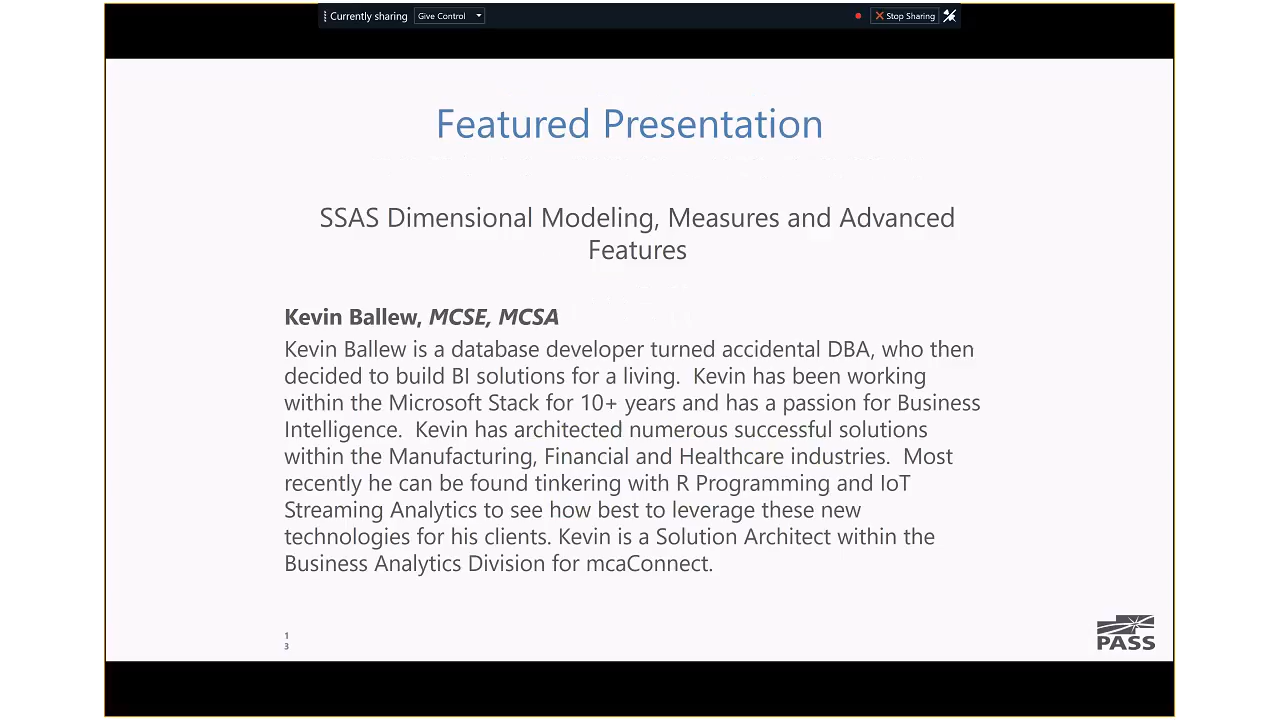 Currently sharing
Give Control
Stop Sharing
Featured Presentation
SSAS Dimensional Modeling, Measures and Advanced
Features
Kevin Ballew, MCSE, MCSA
Kevin Ballew is a database developer turned accidental DBA, who then
decided to build BI solutions for a living.  Kevin has been working
within the Microsoft Stack for 10+ years and has a passion for Business
Intelligence.  Kevin has architected numerous successful solutions
within the Manufacturing, Financial and Healthcare industries.  Most
recently he can be found tinkering with R Programming and IoT
Streaming Analytics to see how best to leverage these new
technologies for his clients. Kevin is a Solution Architect within the
Business Analytics Division for mcaConnect.
1
3
PASS